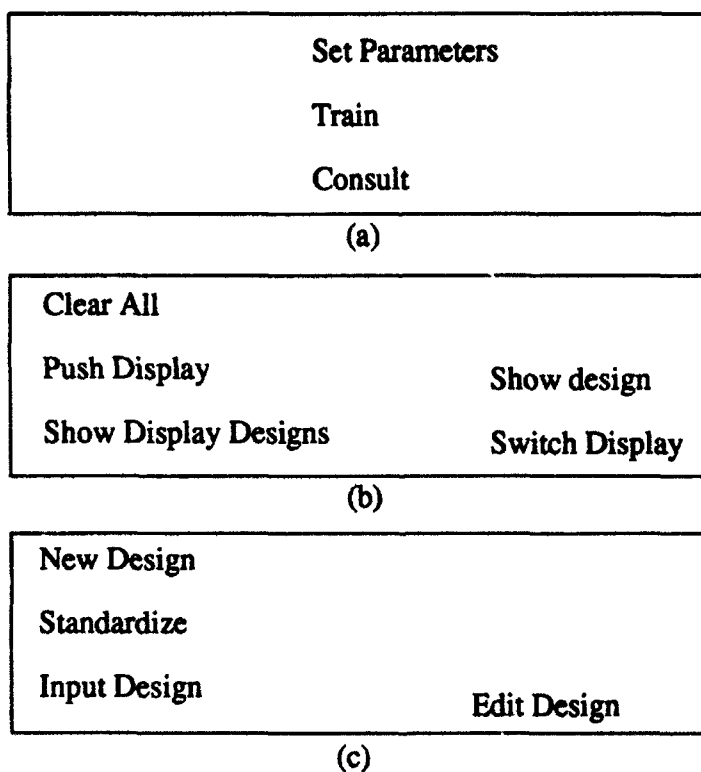 Set Parameters
Train
Consult
(a)
Clear All
Push Display
Show design
Show Display Designs
Switch Display
(b)
New Design
Standardize
Input Design
Edit Design
(c)